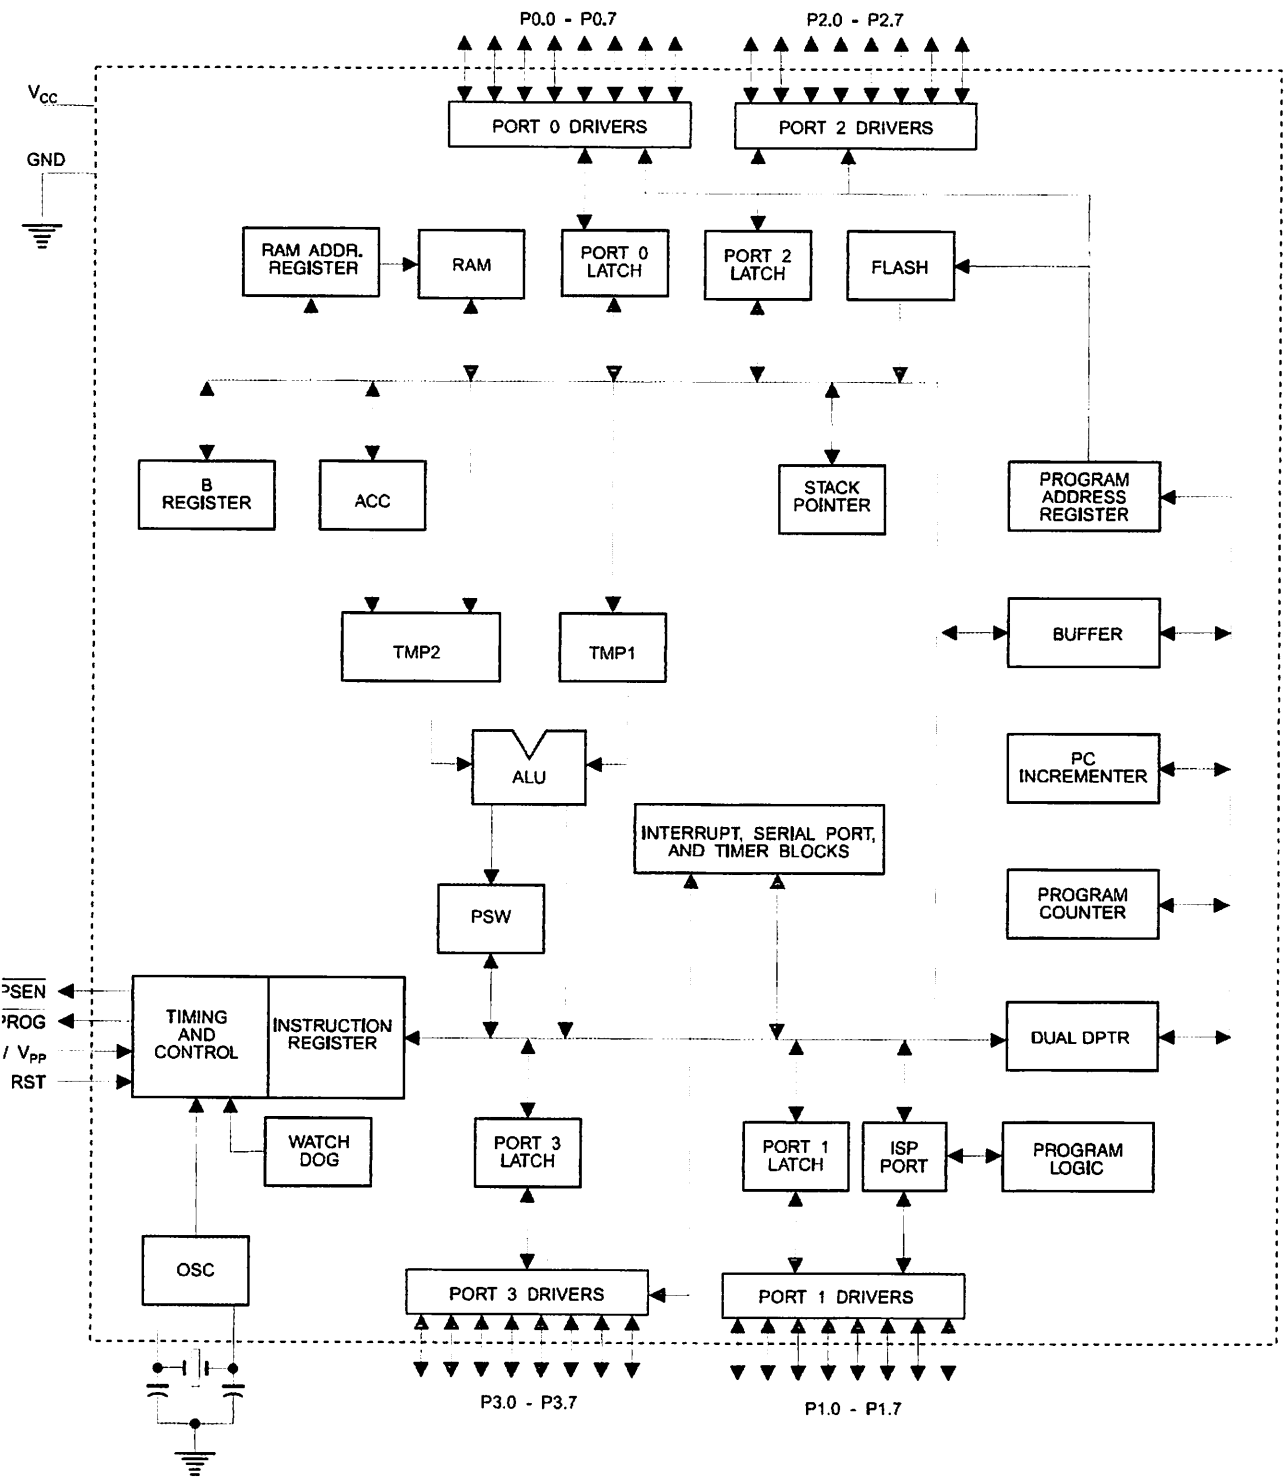 P0.0 - P0.7
P2.0 - P2.7
VCC
GND
PORT 0 DRIVERS
PORT 2 DRIVERS
RAM ADDR.
REGISTER
RAM
PORT 0
LATCH
PORT 2
LATCH
FLASH
B
REGISTER
ACC
STACK
POINTER
PROGRAM
ADDRESS
REGISTER
TMP2
TMP1
BUFFER
ALU
PC
INCREMENTER
INTERRUPT, SERIAL PORT,
AND TIMER BLOCKS
PSW
PROGRAM
COUNTER
PSEN
PROG
/ VPP
RST
TIMING
AND
CONTROL
INSTRUCTION
REGISTER
DUAL DPTR
WATCH
DOG
PORT 3
LATCH
PORT 1
LATCH
ISP
PORT
PROGRAM
LOGIC
OSC
PORT 3 DRIVERS
PORT 1 DRIVERS
P3.0 - P3.7
P1.0 - P1.7